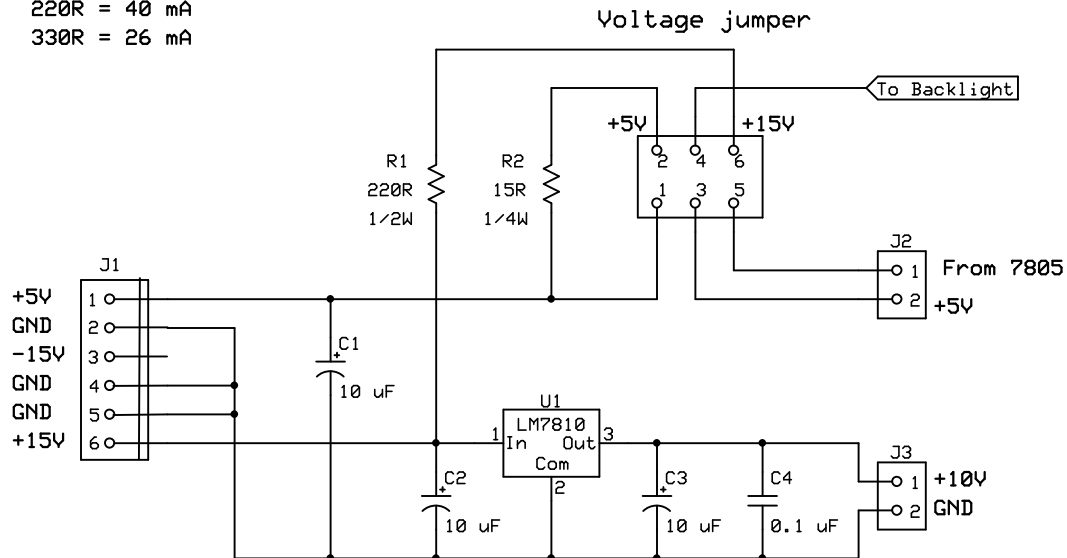 220R = 40 mA
330R = 26 mA
Voltage jumper
To Backlight
+5V
+15V
2 4 6
1 3 5
R1
220R
1/2W
R2
15R
1/4W
J1
+5V 1
GND 2
-15V 3
GND 4
GND 5
+15V 6
J2
1 From 7805
2 +5V
C1
+
10 uF
U1
LM7810
1 In Out 3
Com
2
C2
+
10 uF
C3
+
10 uF
C4
0.1 uF
J3
1 +10V
2 GND